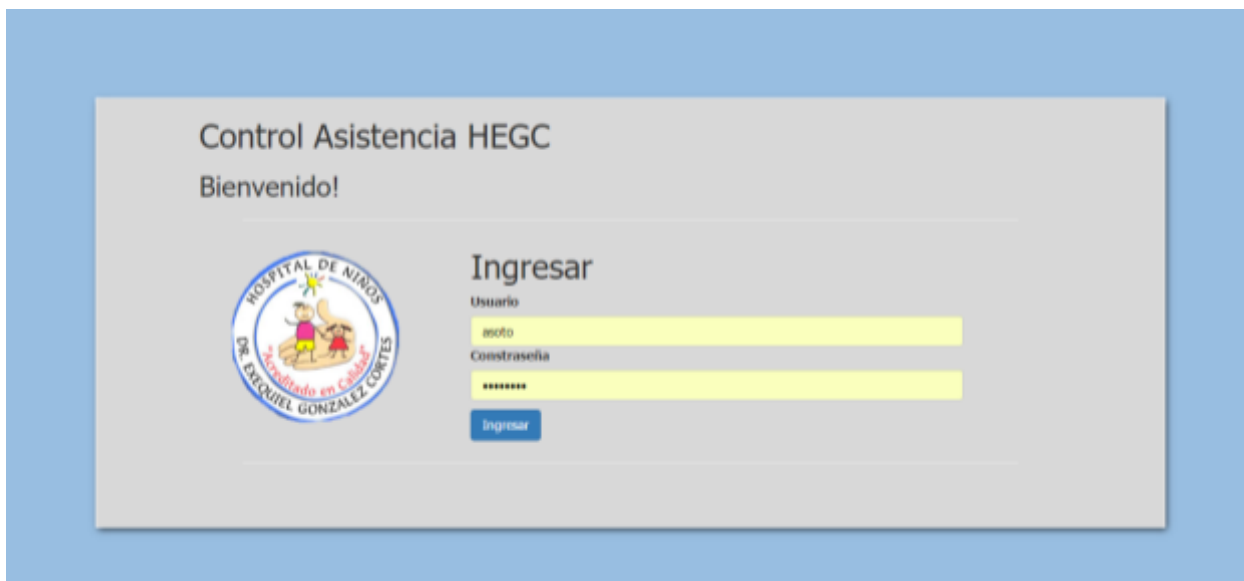 Control Asistencia HEGC
Bienvenido!
HOSPITAL DE NIÑOS
DR. EXEQUIEL GONZALEZ CORTES
"Acreditado en Calidad"
Ingresar
Usuario
asoto
Constraseña
••••••••
Ingresar